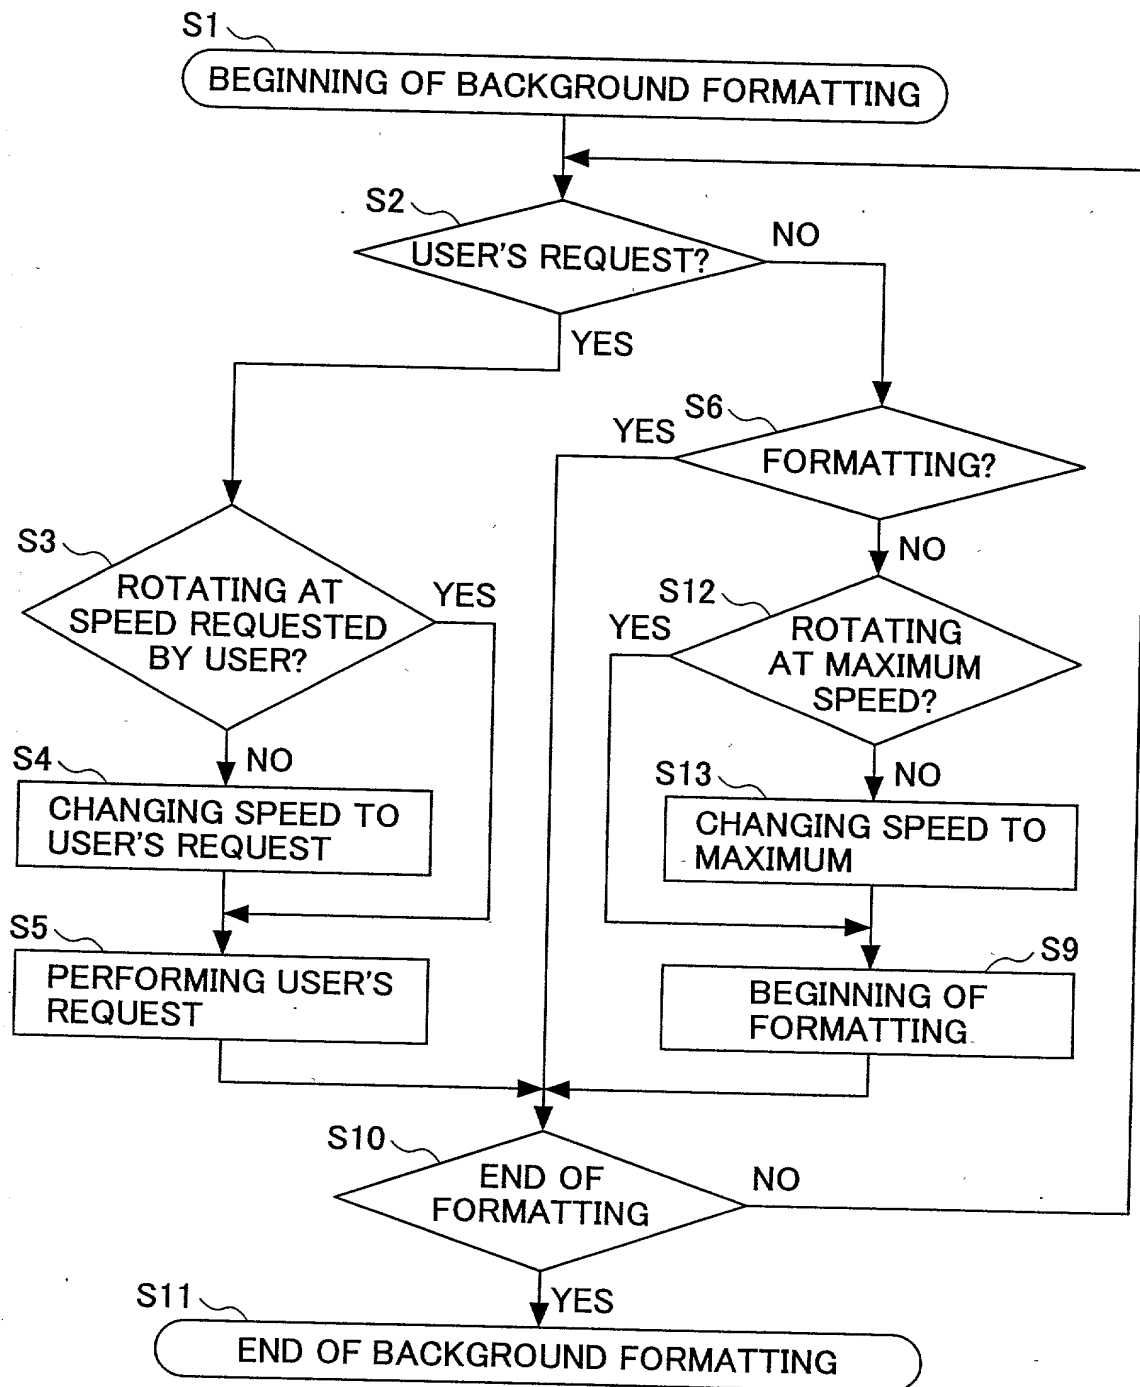 S1
BEGINNING OF BACKGROUND FORMATTING
S2
USER'S REQUEST?
NO
YES
S6
YES
FORMATTING?
NO
S3
ROTATING AT
SPEED REQUESTED
BY USER?
YES
NO
S12
YES
ROTATING
AT MAXIMUM
SPEED?
NO
S4
CHANGING SPEED TO
USER'S REQUEST
S13
CHANGING SPEED TO
MAXIMUM
S5
PERFORMING USER'S
REQUEST
S9
BEGINNING OF
FORMATTING
S10
END OF
FORMATTING
NO
YES
S11
END OF BACKGROUND FORMATTING